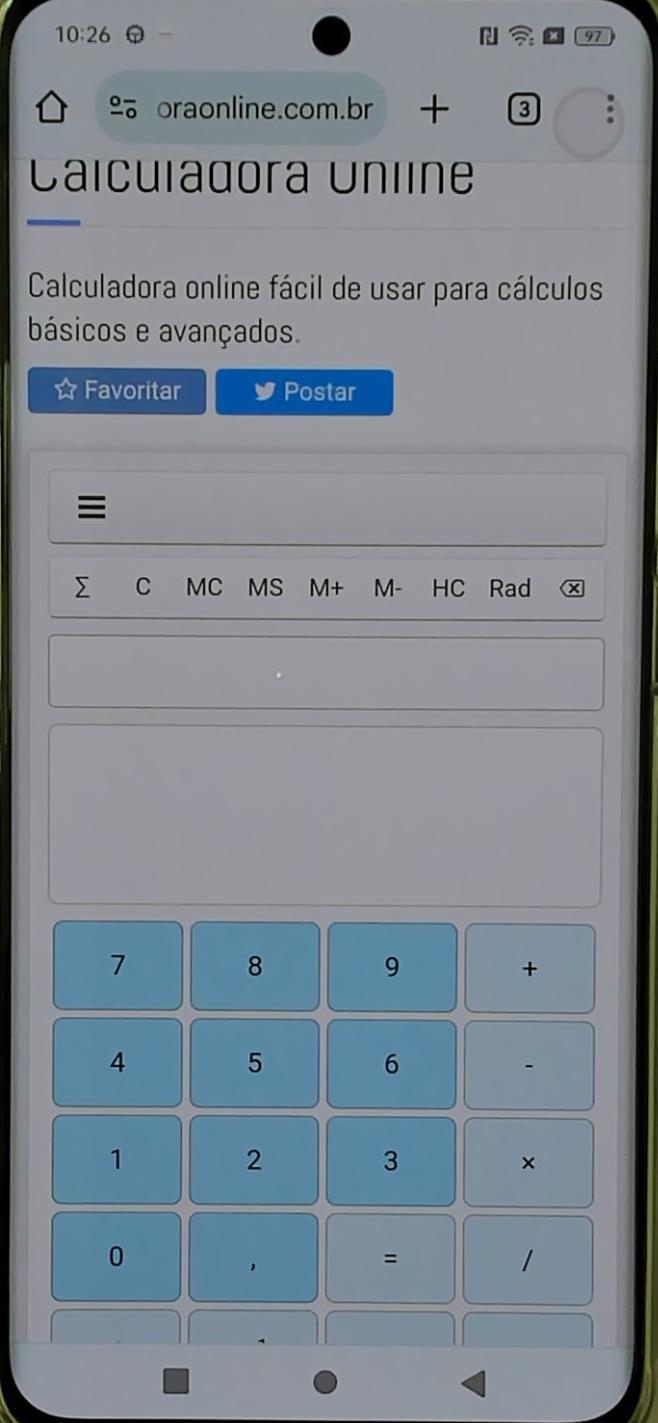 10:26 97
oraonline.com.br + 3
Calculadora Online
Calculadora online fácil de usar para cálculos
básicos e avançados.
Favoritar Postar
Σ C MC MS M+ M- HC Rad
7 8 9 +
4 5 6 -
1 2 3 ×
0 , = /